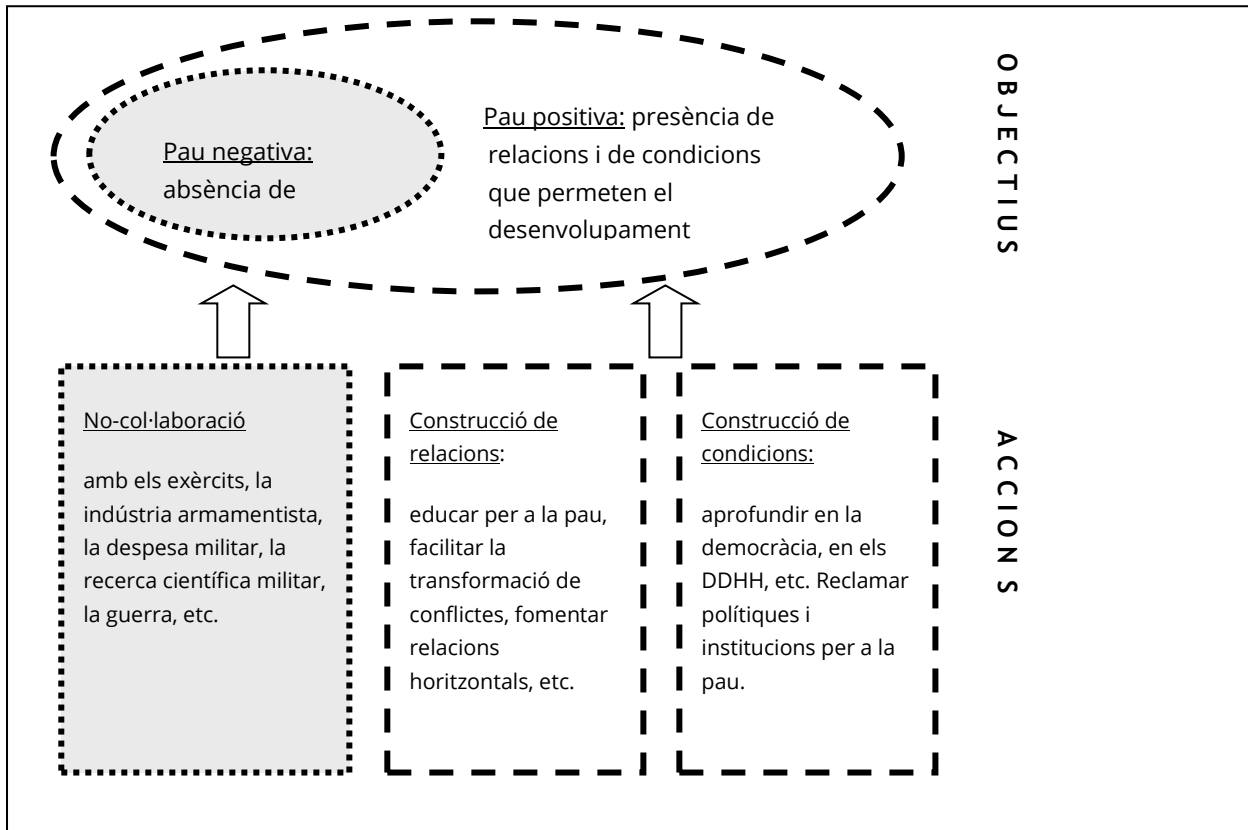 Pau negativa:
absència de
Pau positiva: presència de
relacions i de condicions
que permeten el
desenvolupament
OBJECTIUS
No-col·laboració
amb els exèrcits, la
indústria armamentista,
la despesa militar, la
recerca científica militar,
la guerra, etc.
Construcció de
relacions:
educar per a la pau,
facilitar la
transformació de
conflictes, fomentar
relacions
horitzontals, etc.
Construcció de
condicions:
aprofundir en la
democràcia, en els
DDHH, etc. Reclamar
polítiques i
institucions per a la
pau.
ACCIONS